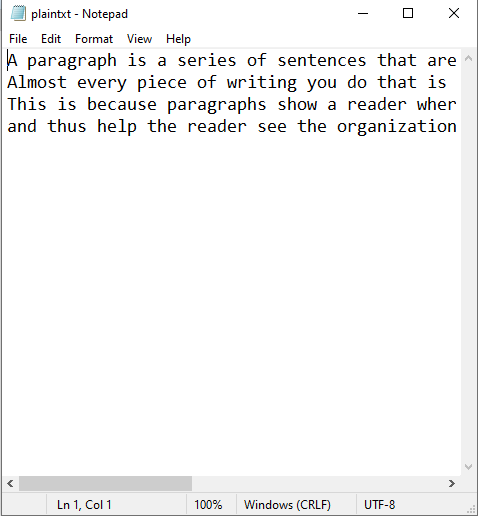 plaintxt - Notepad
File Edit Format View Help
A paragraph is a series of sentences that are
Almost every piece of writing you do that is
This is because paragraphs show a reader wher
and thus help the reader see the organization
Ln 1, Col 1 100% Windows (CRLF) UTF-8